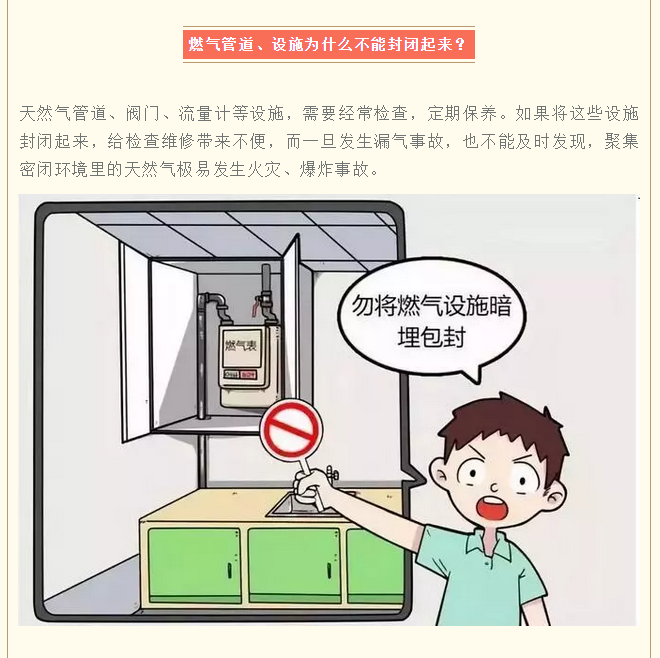 燃气管道、设施为什么不能封闭起来？
天然气管道、阀门、流量计等设施，需要经常检查，定期保养。如果将这些设施
封闭起来，给检查维修带来不便，而一旦发生漏气事故，也不能及时发现，聚集
密闭环境里的天然气极易发生火灾、爆炸事故。
勿将燃气设施暗
埋包封
燃气表